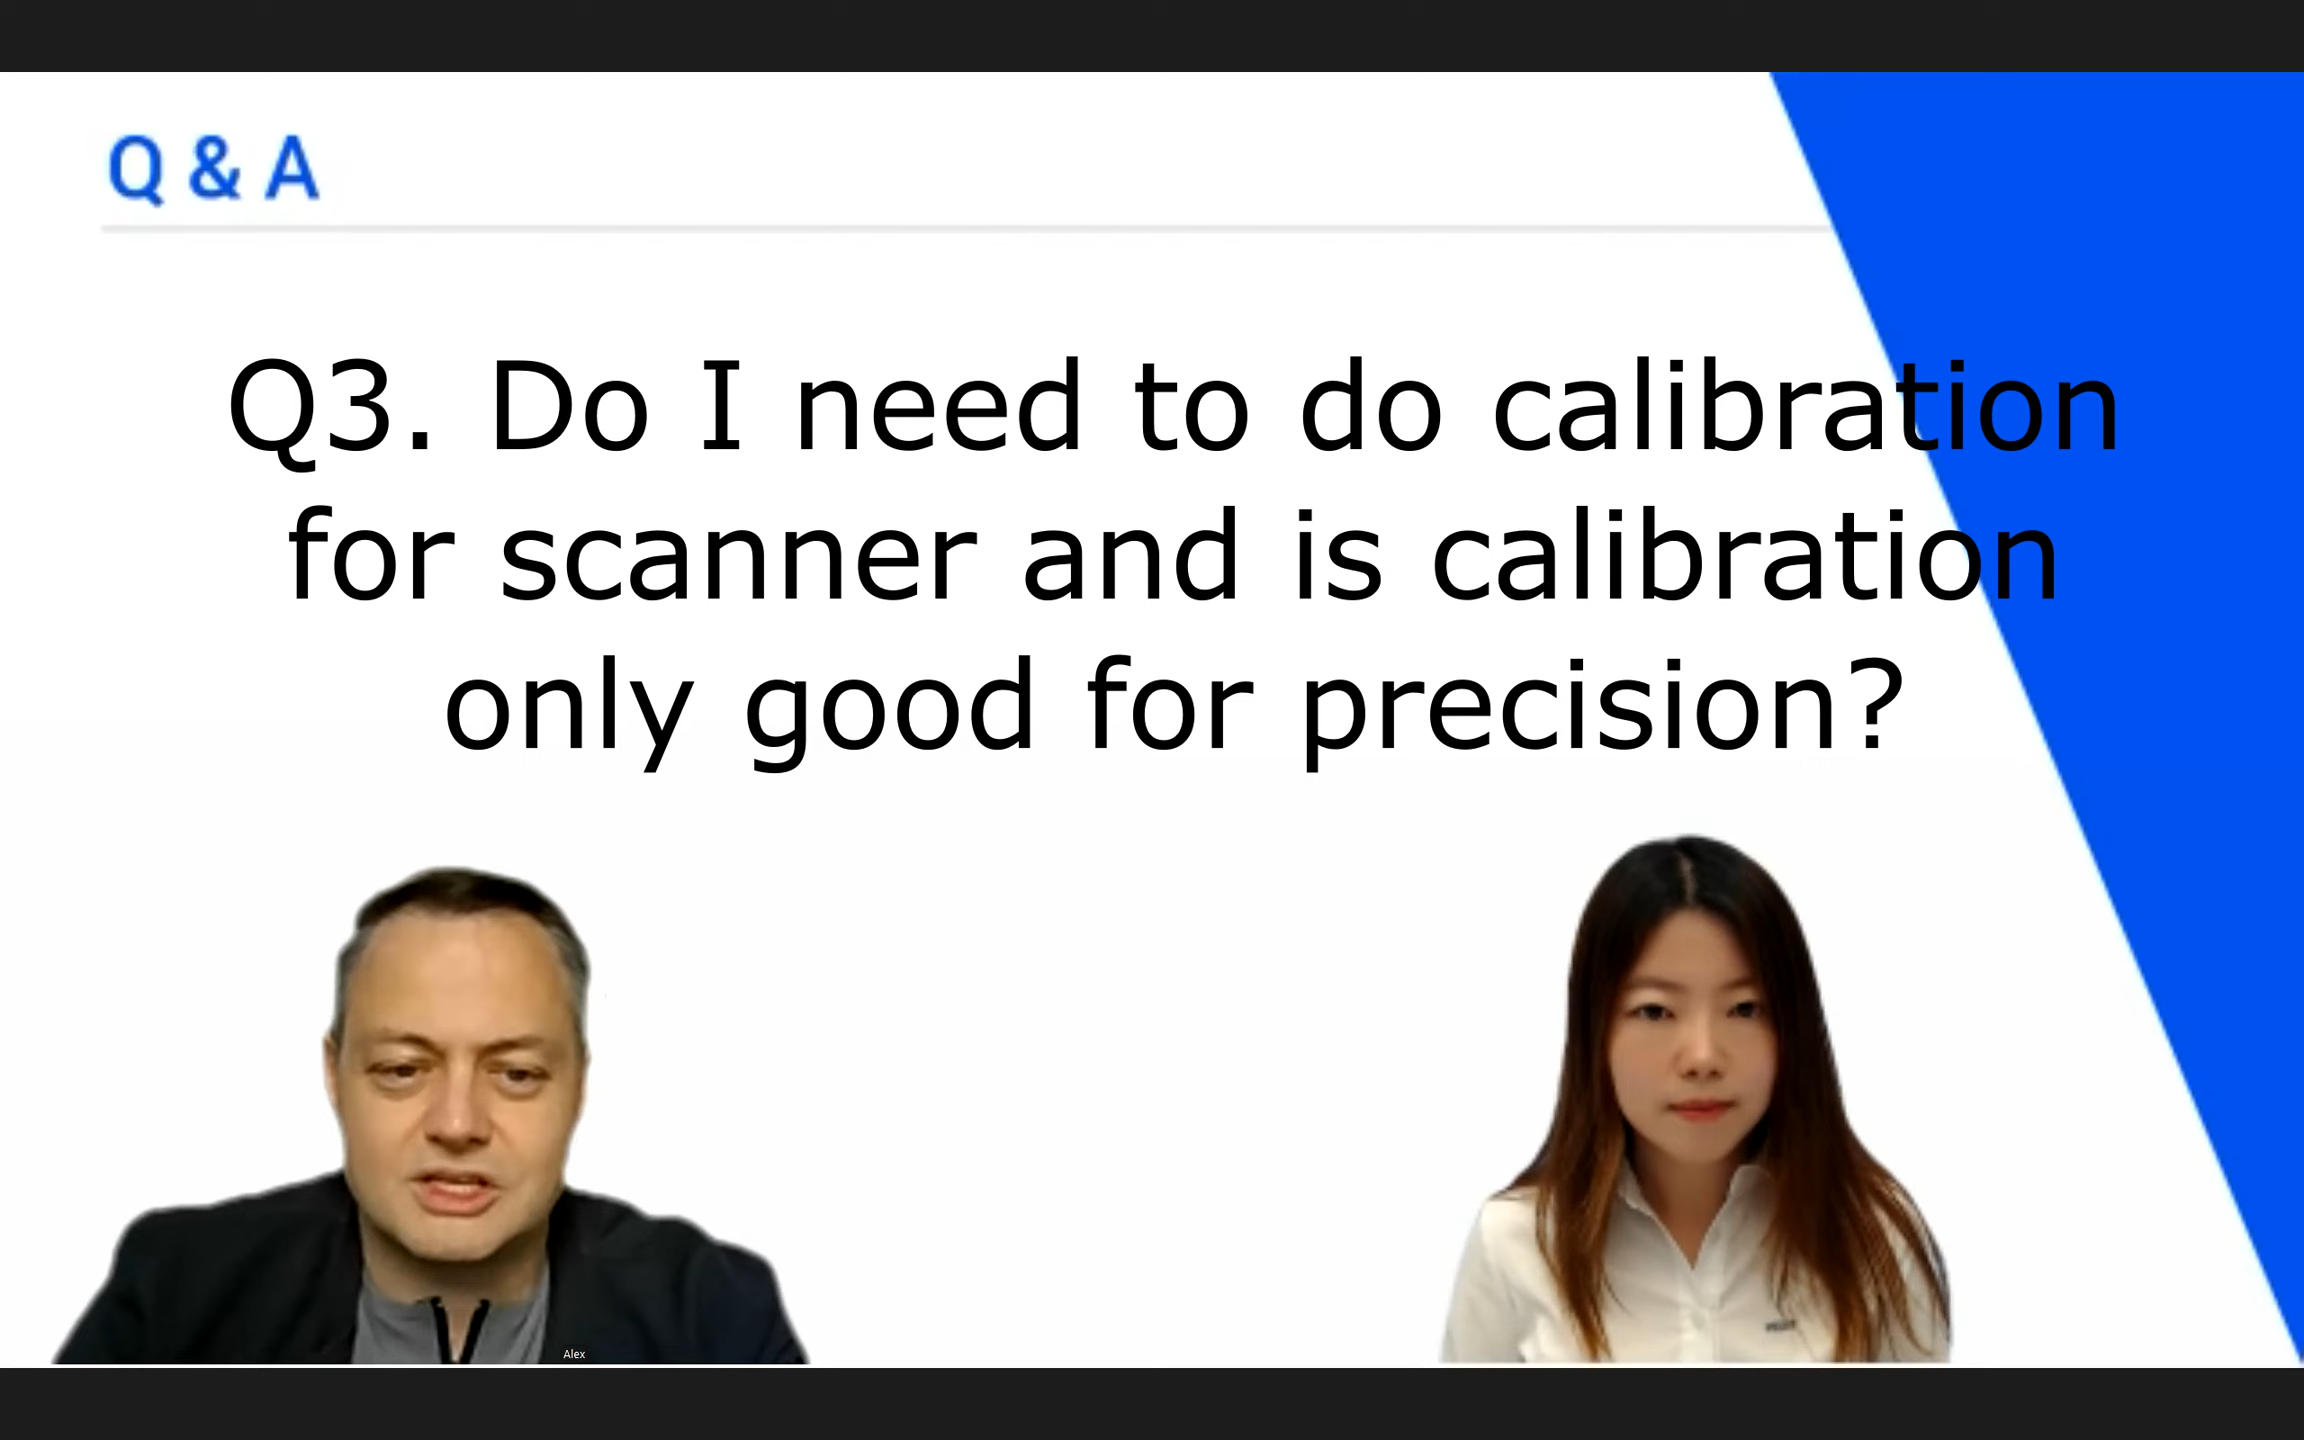 Q & A
Q3. Do I need to do calibration
for scanner and is calibration
only good for precision?
Alex